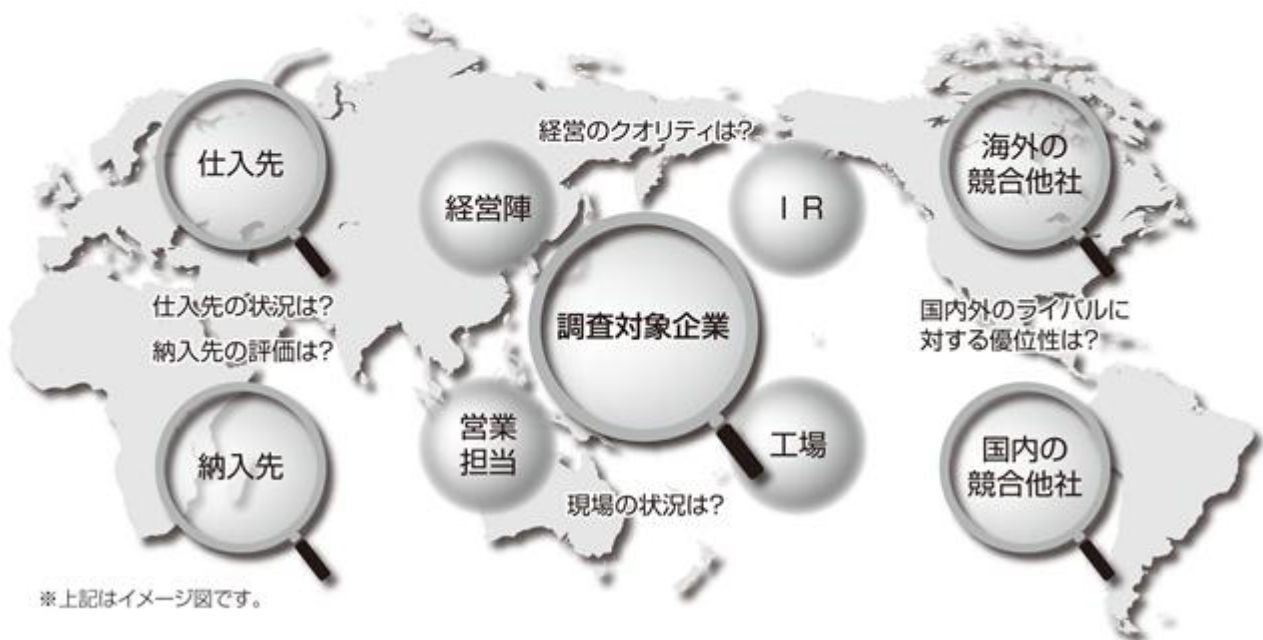 経営のクオリティは?
仕入先
経営陣
IR
海外の
競合他社
仕入先の状況は?
納入先の評価は?
調査対象企業
国内外のライバルに
対する優位性は?
納入先
営業
担当
工場
国内の
競合他社
現場の状況は?
※上記はイメージ図です。